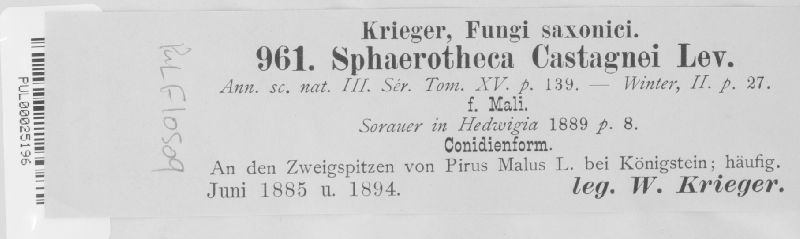 Krieger, Fungi saxonici.
961. Sphaerotheca Castagnei Lev.
Ann. sc. nat. III. Sér. Tom. XV. p. 139. — Winter, II. p. 27.
f. Mali.
Sorauer in Hedwigia 1889 p. 8.
Conidienform.
An den Zweigspitzen von Pirus Malus L. bei Königstein; häufig.
Juni 1885 u. 1894. leg. W. Krieger.
PUL00025196
PUL F10509